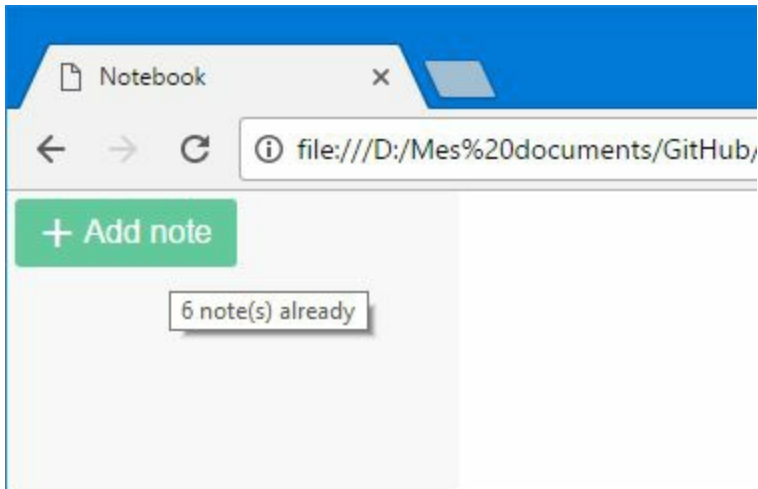 Notebook
file:///D:/Mes%20documents/GitHub/
+ Add note
6 note(s) already